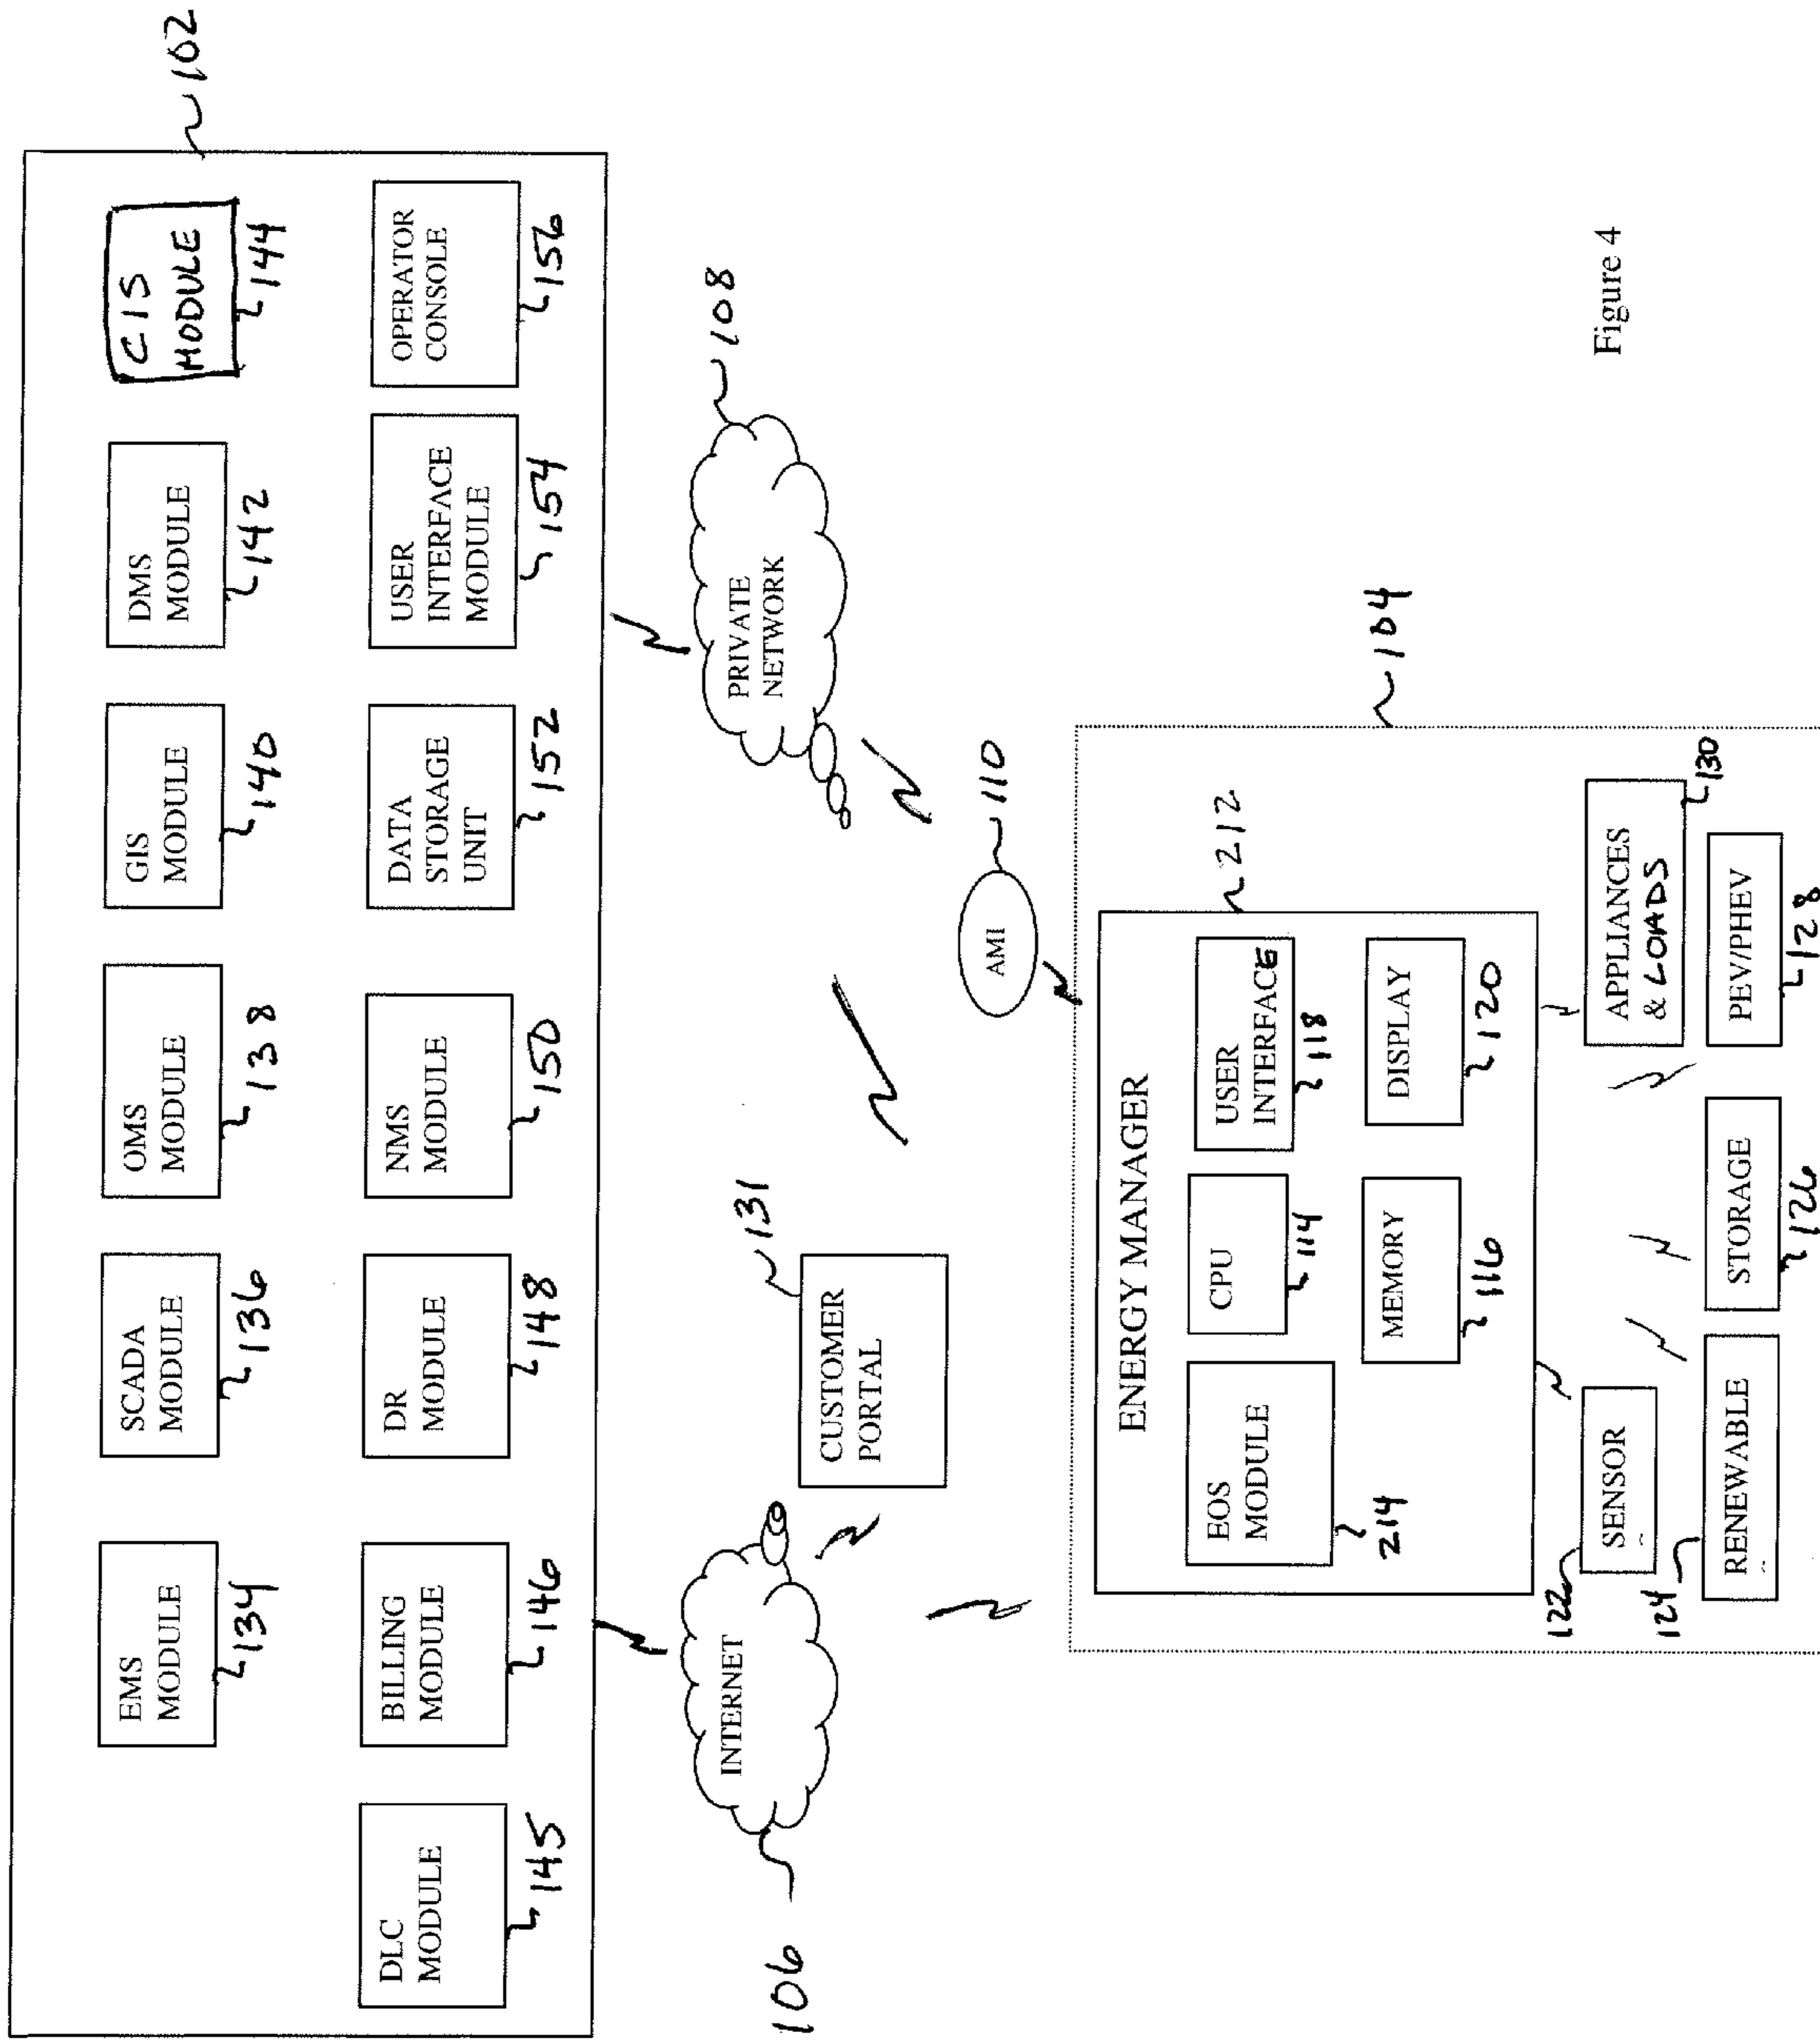 102
EMS
MODULE
134
SCADA
MODULE
136
OMS
MODULE
138
GIS
MODULE
140
DMS
MODULE
142
CIS
MODULE
144
DLC
MODULE
145
BILLING
MODULE
146
DR
MODULE
148
NMS
MODULE
150
DATA
STORAGE
UNIT
152
USER
INTERFACE
MODULE
154
OPERATOR
CONSOLE
156
106
INTERNET
PRIVATE
NETWORK
108
131
CUSTOMER
PORTAL
AMI
110
104
ENERGY MANAGER
212
EOS
MODULE
214
CPU
114
USER
INTERFACE
118
MEMORY
116
DISPLAY
120
122
SENSOR
APPLIANCES
& LOADS
130
124
RENEWABLE
STORAGE
126
PEV/PHEV
128
Figure 4